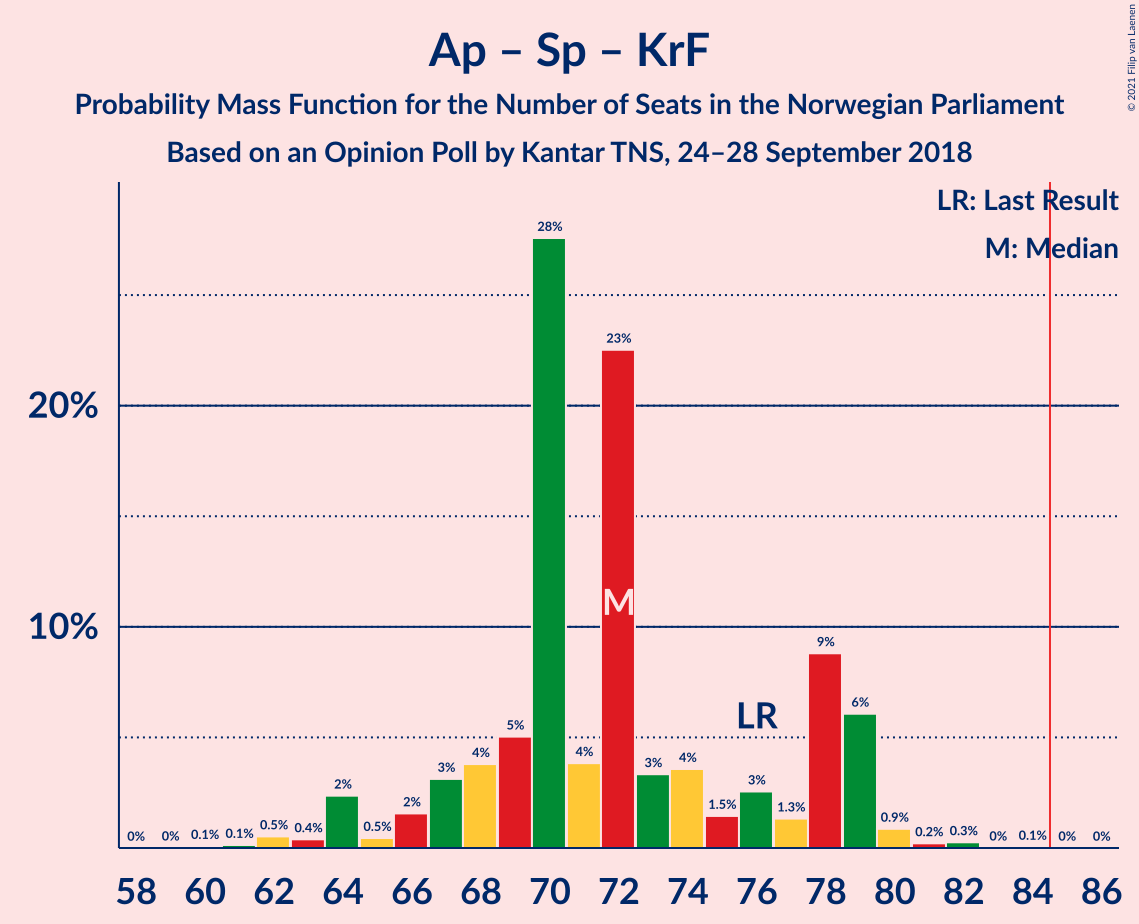 © 2021 Filip van Laenen
Ap – Sp – KrF
Probability Mass Function for the Number of Seats in the Norwegian Parliament
Based on an Opinion Poll by Kantar TNS, 24–28 September 2018
LR: Last Result
M: Median
20%
10%
0% 0% 0.1% 0.1% 0.5% 0.4% 2% 0.5% 2% 3% 4% 5% 28% 4% 23% 3% 4% 1.5% 3% 1.3% 9% 6% 0.9% 0.2% 0.3% 0% 0.1% 0% 0%
M
LR
58 60 62 64 66 68 70 72 74 76 78 80 82 84 86